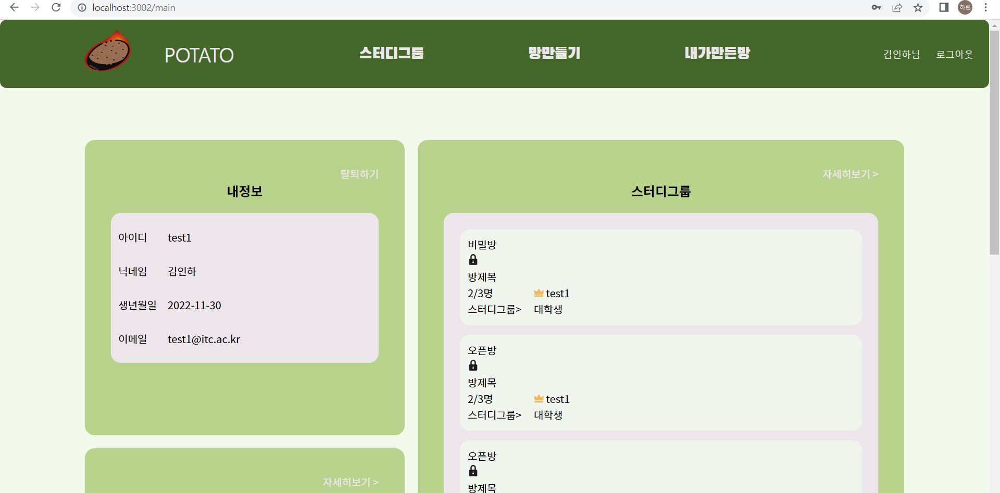 localhost:3002/main
하린
POTATO
스터디그룹
방만들기
내가만든방
김인하님
로그아웃
탈퇴하기
내정보
아이디 test1
닉네임 김인하
생년월일 2022-11-30
이메일 test1@itc.ac.kr
자세히보기 >
자세히보기 >
스터디그룹
비밀방
방제목
2/3명 test1
스터디그룹> 대학생
오픈방
방제목
2/3명 test1
스터디그룹> 대학생
오픈방
방제목